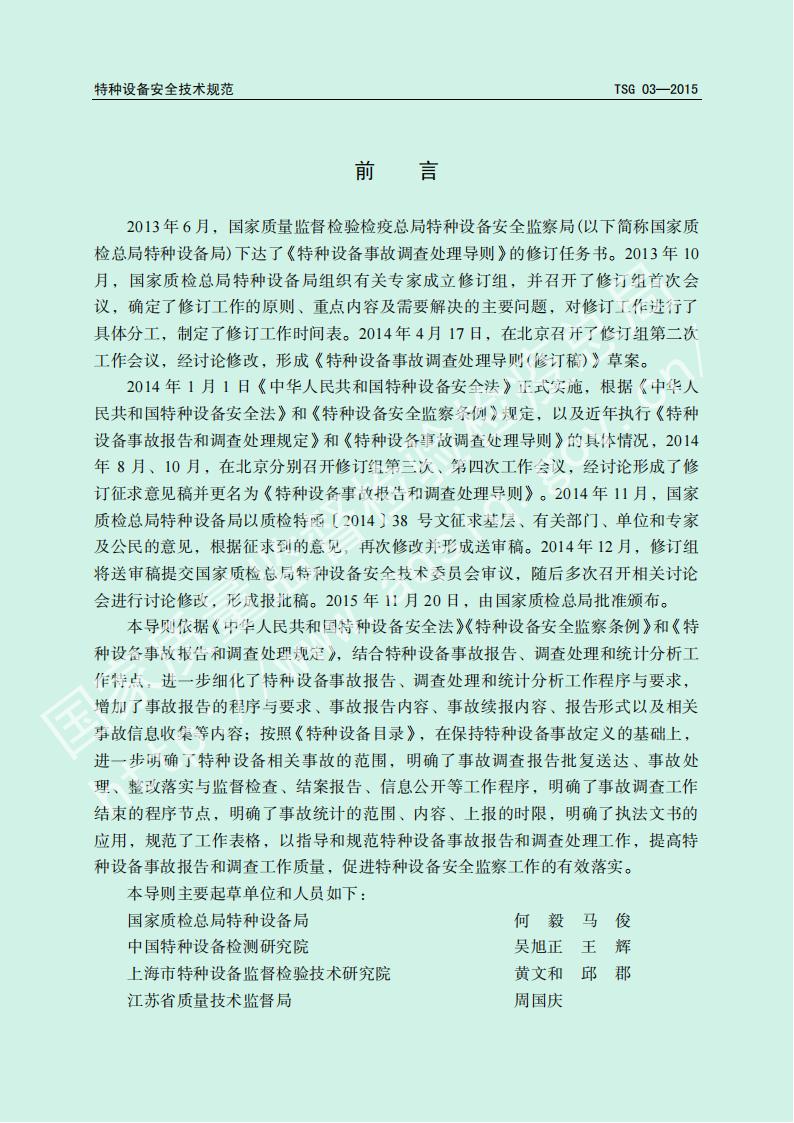 特种设备安全技术规范 TSG 03—2015
前 言
2013 年 6 月，国家质量监督检验检疫总局特种设备安全监察局(以下简称国家质
检总局特种设备局)下达了《特种设备事故调查处理导则》的修订任务书。2013 年 10
月，国家质检总局特种设备局组织有关专家成立修订组，并召开了修订组首次会
议，确定了修订工作的原则、重点内容及需要解决的主要问题，对修订工作进行了
具体分工，制定了修订工作时间表。2014 年 4 月 17 日，在北京召开了修订组第二次
工作会议，经讨论修改，形成《特种设备事故调查处理导则(修订稿)》草案。
2014 年 1 月 1 日《中华人民共和国特种设备安全法》正式实施，根据《中华人
民共和国特种设备安全法》和《特种设备安全监察条例》规定，以及近年执行《特种
设备事故报告和调查处理规定》和《特种设备事故调查处理导则》的具体情况，2014
年 8 月、10 月，在北京分别召开修订组第三次、第四次工作会议，经讨论形成了修
订征求意见稿并更名为《特种设备事故报告和调查处理导则》。2014 年 11 月，国家
质检总局特种设备局以质检特函〔2014〕38 号文征求基层、有关部门、单位和专家
及公民的意见，根据征求到的意见，再次修改并形成送审稿。2014 年 12 月，修订组
将送审稿提交国家质检总局特种设备安全技术委员会审议，随后多次召开相关讨论
会进行讨论修改，形成报批稿。2015 年 11 月 20 日，由国家质检总局批准颁布。
本导则依据《中华人民共和国特种设备安全法》《特种设备安全监察条例》和《特
种设备事故报告和调查处理规定》，结合特种设备事故报告、调查处理和统计分析工
作特点，进一步细化了特种设备事故报告、调查处理和统计分析工作程序与要求，
增加了事故报告的程序与要求、事故报告内容、事故续报内容、报告形式以及相关
事故信息收集等内容；按照《特种设备目录》，在保持特种设备事故定义的基础上，
进一步明确了特种设备相关事故的范围，明确了事故调查报告批复送达、事故处
理、整改落实与监督检查、结案报告、信息公开等工作程序，明确了事故调查工作
结束的程序节点，明确了事故统计的范围、内容、上报的时限，明确了执法文书的
应用，规范了工作表格，以指导和规范特种设备事故报告和调查处理工作，提高特
种设备事故报告和调查工作质量，促进特种设备安全监察工作的有效落实。
本导则主要起草单位和人员如下：
国家质检总局特种设备局 何 毅 马 俊
中国特种设备检测研究院 吴旭正 王 辉
上海市特种设备监督检验技术研究院 黄文和 邱 郡
江苏省质量技术监督局 周国庆
国家质量监督检验检疫总局
http://www.aqsiq.gov.cn/